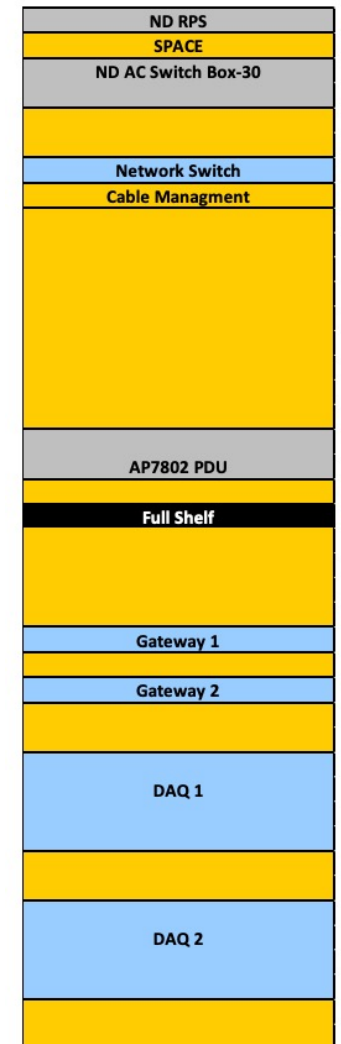 ND RPS
SPACE
ND AC Switch Box-30
Network Switch
Cable Managment
AP7802 PDU
Full Shelf
Gateway 1
Gateway 2
DAQ 1
DAQ 2